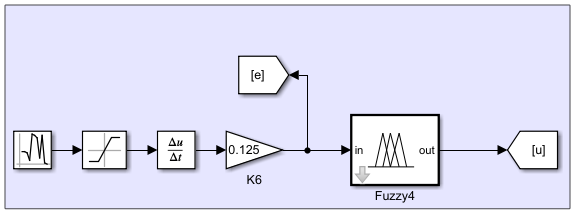 [e]
Δu
Δt
0.125
in
out
[u]
K6
Fuzzy4